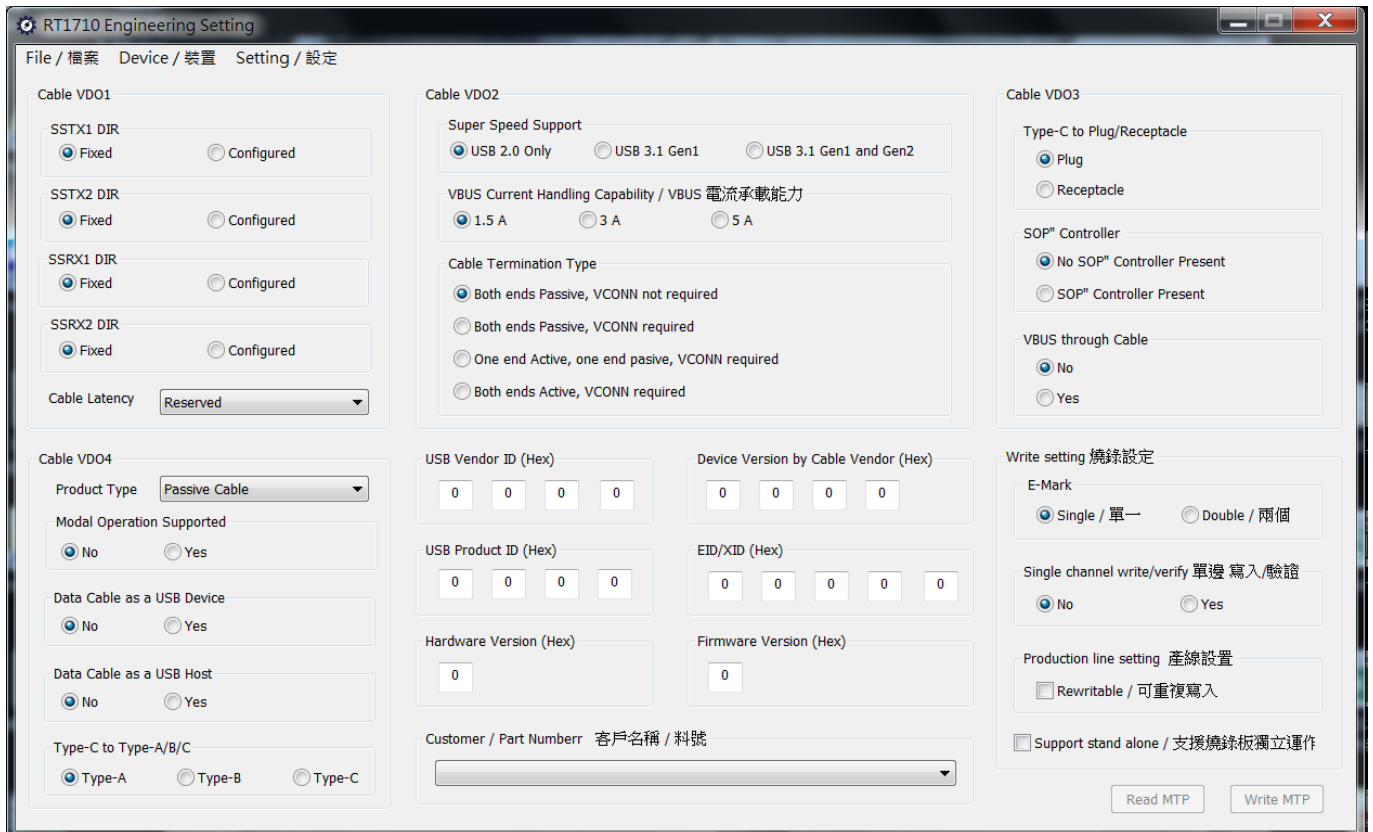 RT1710 Engineering Setting
File / 檔案 Device / 裝置 Setting / 設定
Cable VDO1
SSTX1 DIR
Fixed Configured
SSTX2 DIR
Fixed Configured
SSRX1 DIR
Fixed Configured
SSRX2 DIR
Fixed Configured
Cable Latency Reserved
Cable VDO2
Super Speed Support
USB 2.0 Only USB 3.1 Gen1 USB 3.1 Gen1 and Gen2
VBUS Current Handling Capability / VBUS 電流承載能力
1.5 A 3 A 5 A
Cable Termination Type
Both ends Passive, VCONN not required
Both ends Passive, VCONN required
One end Active, one end pasive, VCONN required
Both ends Active, VCONN required
Cable VDO3
Type-C to Plug/Receptacle
Plug
Receptacle
SOP" Controller
No SOP" Controller Present
SOP" Controller Present
VBUS through Cable
No
Yes
Cable VDO4
Product Type Passive Cable
Modal Operation Supported
No Yes
Data Cable as a USB Device
No Yes
Data Cable as a USB Host
No Yes
Type-C to Type-A/B/C
Type-A Type-B Type-C
USB Vendor ID (Hex)
0 0 0 0
Device Version by Cable Vendor (Hex)
0 0 0 0
USB Product ID (Hex)
0 0 0 0
EID/XID (Hex)
0 0 0 0 0
Hardware Version (Hex)
0
Firmware Version (Hex)
0
Customer / Part Numberr 客戶名稱 / 料號
Write setting 燒錄設定
E-Mark
Single / 單一 Double / 兩個
Single channel write/verify 單邊 寫入/驗證
No Yes
Production line setting 產線設置
Rewritable / 可重複寫入
Support stand alone / 支援燒錄板獨立運作
Read MTP Write MTP